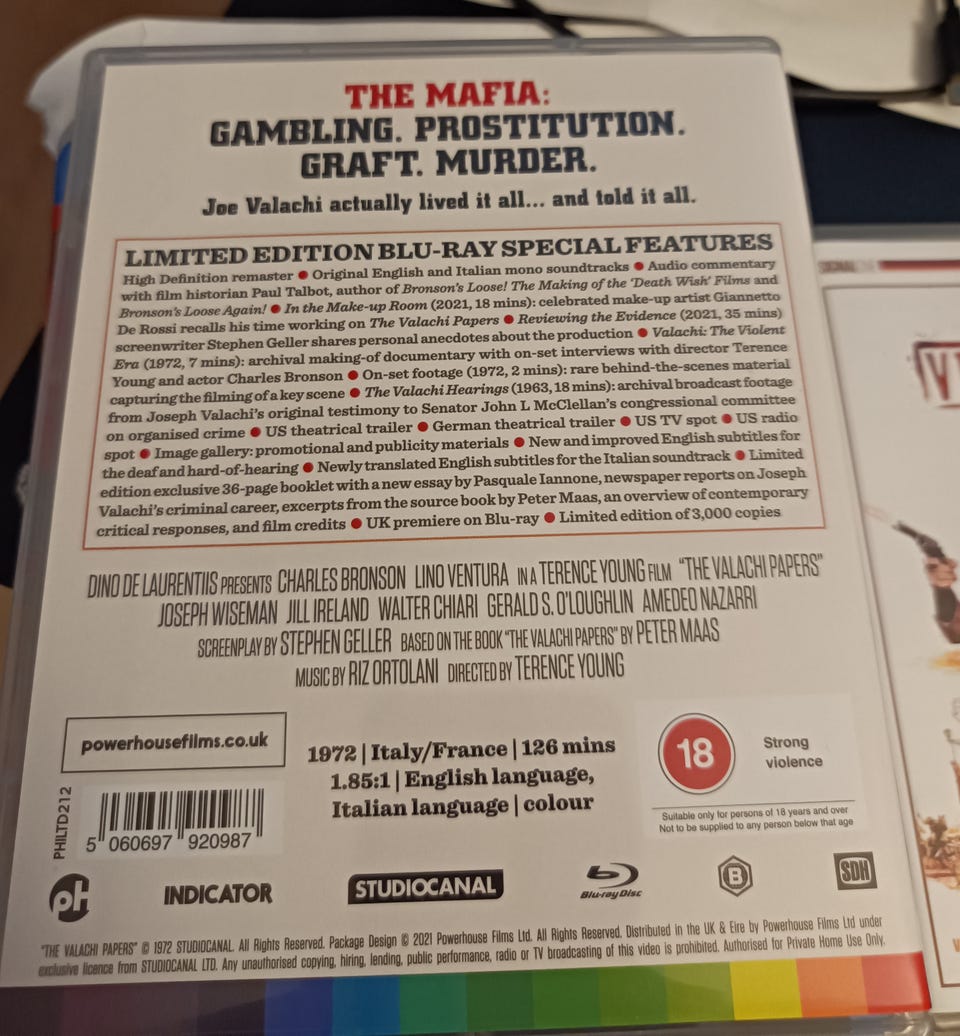 THE MAFIA:
GAMBLING. PROSTITUTION.
GRAFT. MURDER.
Joe Valachi actually lived it all... and told it all.
LIMITED EDITION BLU-RAY SPECIAL FEATURES
High Definition remaster ● Original English and Italian mono soundtracks ● Audio commentary
with film historian Paul Talbot, author of Bronson's Loose! The Making of the 'Death Wish' Films and
Bronson's Loose Again! ● In the Make-up Room (2021, 18 mins): celebrated make-up artist Giannetto
De Rossi recalls his time working on The Valachi Papers ● Reviewing the Evidence (2021, 35 mins)
screenwriter Stephen Geller shares personal anecdotes about the production ● Valachi: The Violent
Era (1972, 7 mins): archival making-of documentary with on-set interviews with director Terence
Young and actor Charles Bronson ● On-set footage (1972, 2 mins): rare behind-the-scenes material
capturing the filming of a key scene ● The Valachi Hearings (1963, 18 mins): archival broadcast footage
from Joseph Valachi's original testimony to Senator John L McClellan's congressional committee
on organised crime ● US theatrical trailer ● German theatrical trailer ● US TV spot ● US radio
spot ● Image gallery: promotional and publicity materials ● New and improved English subtitles for
the deaf and hard-of-hearing ● Newly translated English subtitles for the Italian soundtrack ● Limited
edition exclusive 36-page booklet with a new essay by Pasquale Iannone, newspaper reports on Joseph
Valachi's criminal career, excerpts from the source book by Peter Maas, an overview of contemporary
critical responses, and film credits ● UK premiere on Blu-ray ● Limited edition of 3,000 copies
DINO DE LAURENTIIS PRESENTS CHARLES BRONSON LINO VENTURA IN A TERENCE YOUNG FILM "THE VALACHI PAPERS"
JOSEPH WISEMAN JILL IRELAND WALTER CHIARI GERALD S. O'LOUGHLIN AMEDEO NAZARRI
SCREENPLAY BY STEPHEN GELLER BASED ON THE BOOK "THE VALACHI PAPERS" BY PETER MAAS
MUSIC BY RIZ ORTOLANI DIRECTED BY TERENCE YOUNG
powerhousefilms.co.uk
1972 | Italy/France | 126 mins
1.85:1 | English language,
Italian language | colour
18
Strong
violence
Suitable only for persons of 18 years and over
Not to be supplied to any person below that age
PHILTD212
5 060697 920987
pH
INDICATOR
STUDIOCANAL
Blu-ray Disc
B
SDH
"THE VALACHI PAPERS" © 1972 STUDIOCANAL. All Rights Reserved. Package Design © 2021 Powerhouse Films Ltd. All Rights Reserved. Distributed in the UK & Eire by Powerhouse Films Ltd under
exclusive licence from STUDIOCANAL LTD. Any unauthorised copying, hiring, lending, public performance, radio or TV broadcasting of this video is prohibited. Authorised for Private Home Use Only.